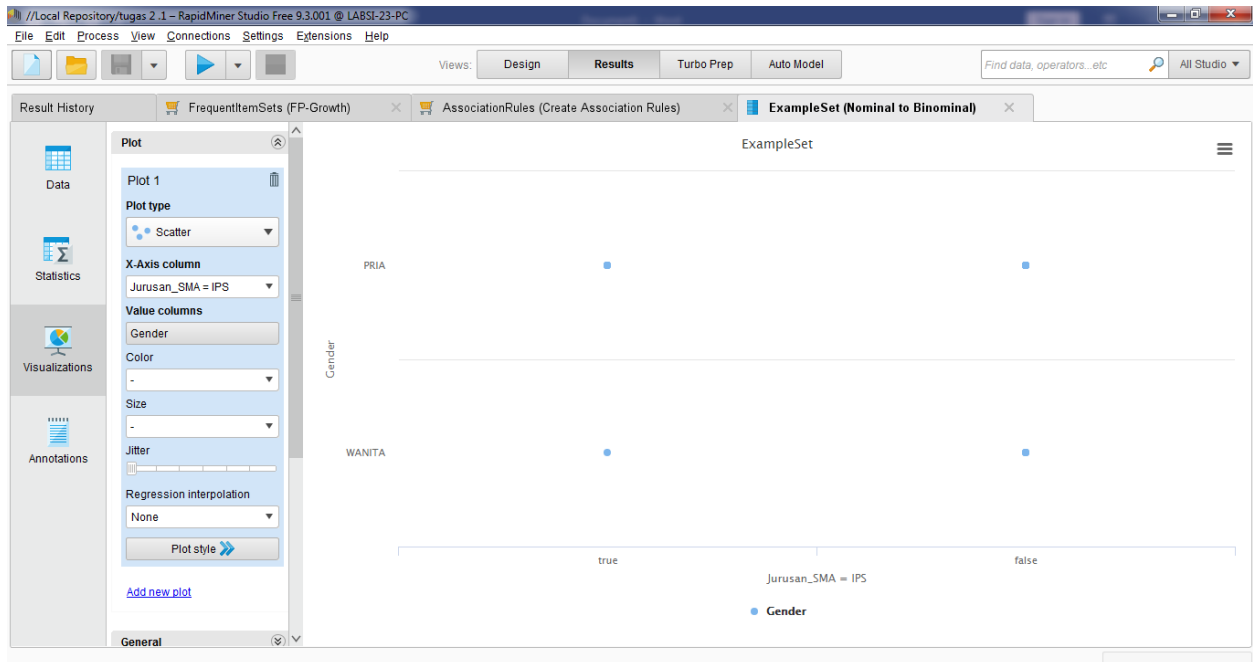 //Local Repository/tugas 2 .1 – RapidMiner Studio Free 9.3.001 @ LABSI-23-PC
File Edit Process View Connections Settings Extensions Help
Views: Design Results Turbo Prep Auto Model Find data, operators...etc All Studio
Result History FrequentItemSets (FP-Growth) AssociationRules (Create Association Rules) ExampleSet (Nominal to Binominal)
Data
Statistics
Visualizations
Annotations
Plot
Plot 1
Plot type
Scatter
X-Axis column
Jurusan_SMA = IPS
Value columns
Gender
Color
-
Size
-
Jitter
Regression interpolation
None
Plot style
Add new plot
General
ExampleSet
PRIA
Gender
WANITA
true false
Jurusan_SMA = IPS
Gender